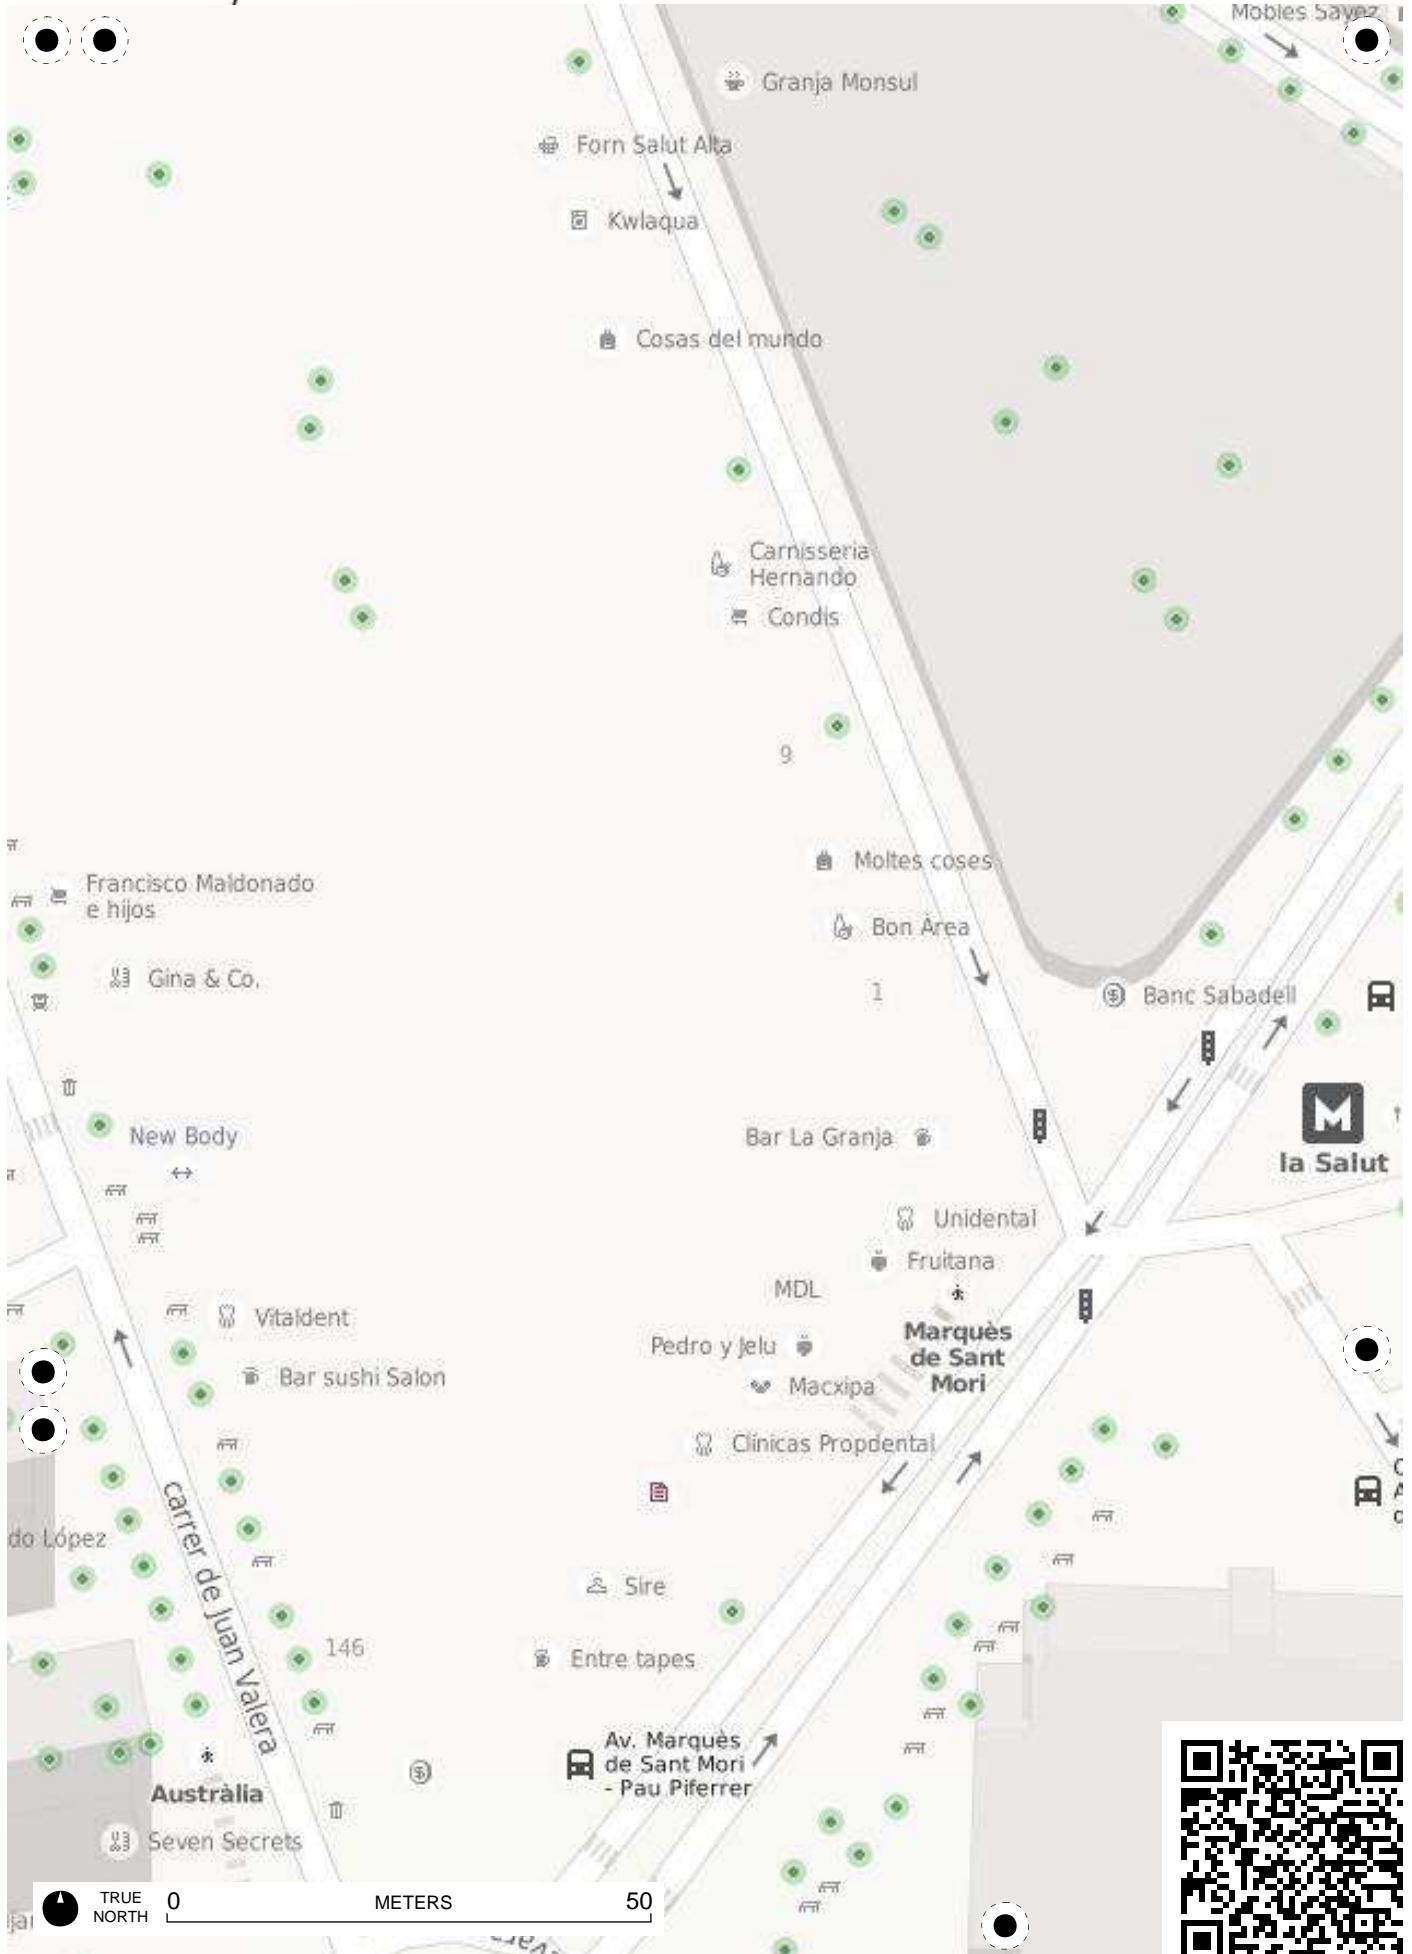 Mobles Sayez
Granja Monsul
Forn Salut Alta
Kwlaqua
Cosas del mundo
Carnisseria
Hernando
Condis
9
Moltes coses
Francisco Maldonado
e hijos
Bon Àrea
Gina & Co.
1
Banc Sabadell
New Body
Bar La Granja
la Salut
Unidental
Fruitana
MDL
Vitaldent
Marquès
de Sant
Mori
Pedro y Jelu
Bar sushi Salon
Macxipa
Clínicas Propdental
carrer de Juan Valera
do López
Sire
146
Entre tapes
Av. Marquès
de Sant Mori
- Pau Piferrer
Austràlia
Seven Secrets
TRUE
NORTH
0 METERS 50